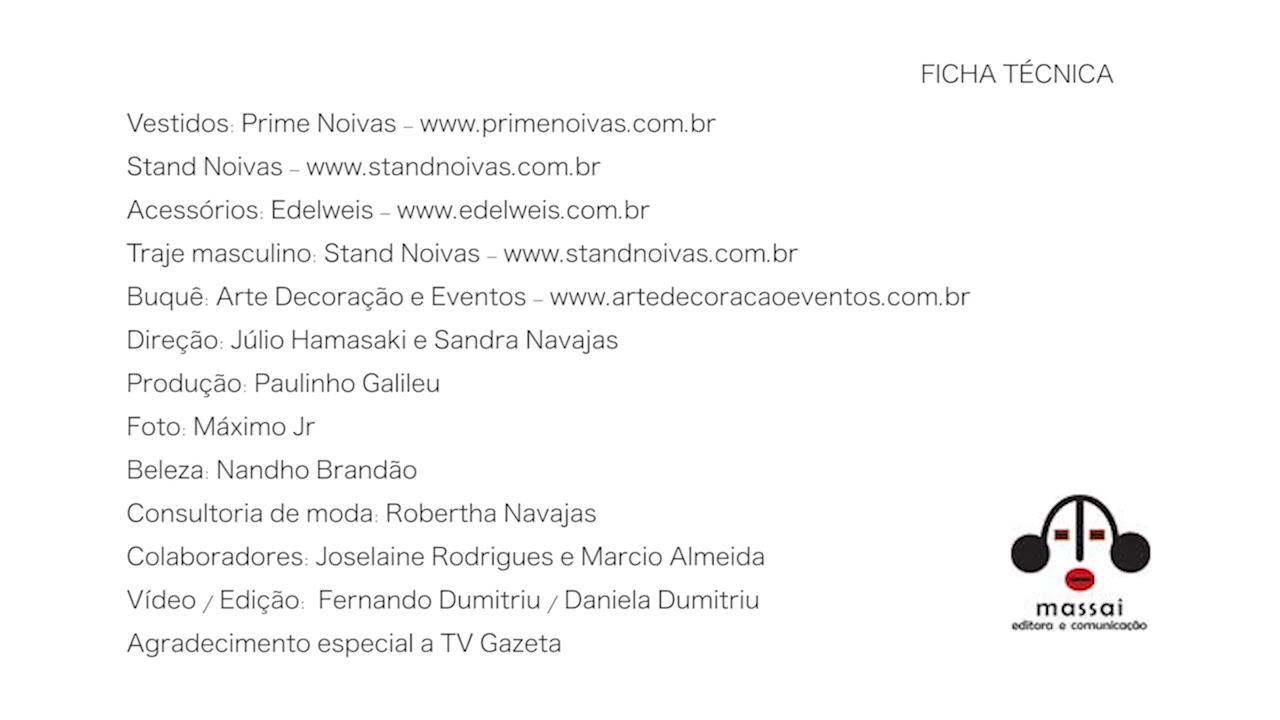 FICHA TÉCNICA
Vestidos: Prime Noivas – www.primenoivas.com.br
Stand Noivas – www.standnoivas.com.br
Acessórios: Edelweis – www.edelweis.com.br
Traje masculino: Stand Noivas – www.standnoivas.com.br
Buquê: Arte Decoração e Eventos – www.artedecoracaoeventos.com.br
Direção: Júlio Hamasaki e Sandra Navajas
Produção: Paulinho Galileu
Foto: Máximo Jr
Beleza: Nandho Brandão
Consultoria de moda: Robertha Navajas
Colaboradores: Joselaine Rodrigues e Marcio Almeida
Vídeo / Edição:  Fernando Dumitriu / Daniela Dumitriu
Agradecimento especial a TV Gazeta
massai
editora e comunicação